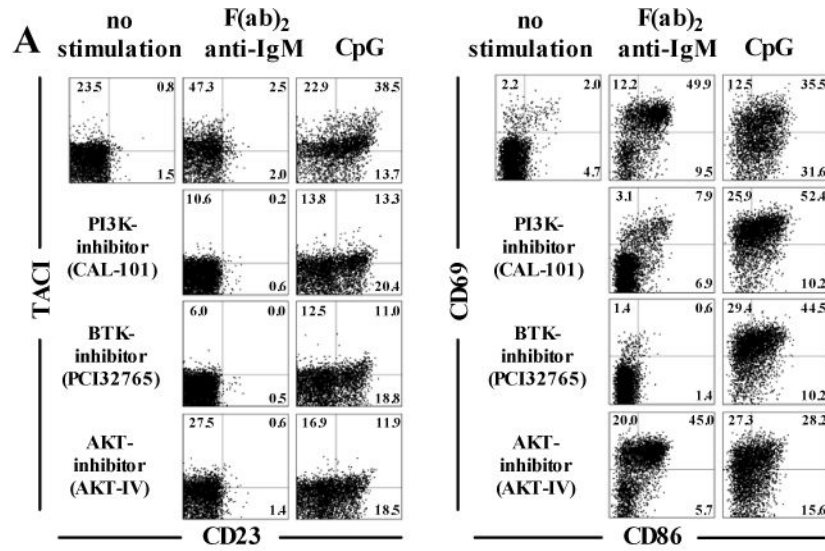 A
no
stimulation
F(ab)2
anti-IgM
CpG
no
stimulation
F(ab)2
anti-IgM
CpG
23.5 0.8 47.3 2.5 22.9 38.5
1.5 2.0 13.7
2.2 2.0 12.2 49.9 12.5 35.5
4.7 9.5 31.6
PI3K-
inhibitor
(CAL-101)
10.6 0.2 13.8 13.3
0.6 20.4
PI3K-
inhibitor
(CAL-101)
3.1 7.9 25.9 52.4
6.9 10.2
TACI
CD69
BTK-
inhibitor
(PCI32765)
6.0 0.0 12.5 11.0
0.5 18.8
BTK-
inhibitor
(PCI32765)
1.4 0.6 29.4 44.5
1.4 10.2
AKT-
inhibitor
(AKT-IV)
27.5 0.6 16.9 11.9
1.4 18.5
AKT-
inhibitor
(AKT-IV)
20.0 45.0 27.3 28.2
5.7 15.6
CD23
CD86